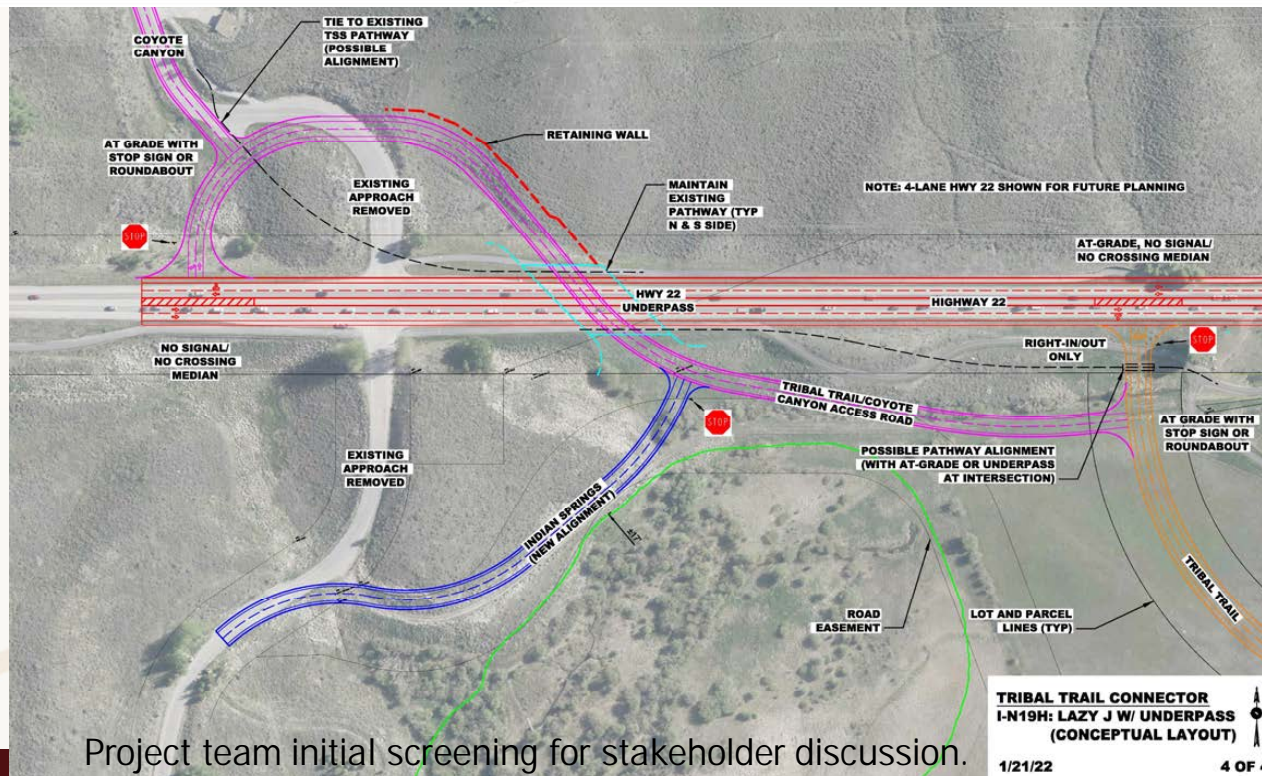 COYOTE
CANYON
TIE TO EXISTING
TSS PATHWAY
(POSSIBLE
ALIGNMENT)
AT GRADE WITH
STOP SIGN OR
ROUNDABOUT
RETAINING WALL
EXISTING
APPROACH
REMOVED
MAINTAIN
EXISTING
PATHWAY (TYP
N & S SIDE)
NOTE: 4-LANE HWY 22 SHOWN FOR FUTURE PLANNING
STOP
AT-GRADE, NO SIGNAL/
NO CROSSING MEDIAN
HWY 22
UNDERPASS
HIGHWAY 22
NO SIGNAL/
NO CROSSING
MEDIAN
RIGHT-IN/OUT
ONLY
STOP
TRIBAL TRAIL/COYOTE
CANYON ACCESS ROAD
STOP
AT GRADE WITH
STOP SIGN OR
ROUNDABOUT
EXISTING
APPROACH
REMOVED
POSSIBLE PATHWAY ALIGNMENT
(WITH AT-GRADE OR UNDERPASS
AT INTERSECTION)
INDIAN SPRINGS
(NEW ALIGNMENT)
ROAD
EASEMENT
LOT AND PARCEL
LINES (TYP)
TRIBAL TRAIL
TRIBAL TRAIL CONNECTOR
I-N19H: LAZY J W/ UNDERPASS
(CONCEPTUAL LAYOUT)
1/21/22
4 OF
Project team initial screening for stakeholder discussion.